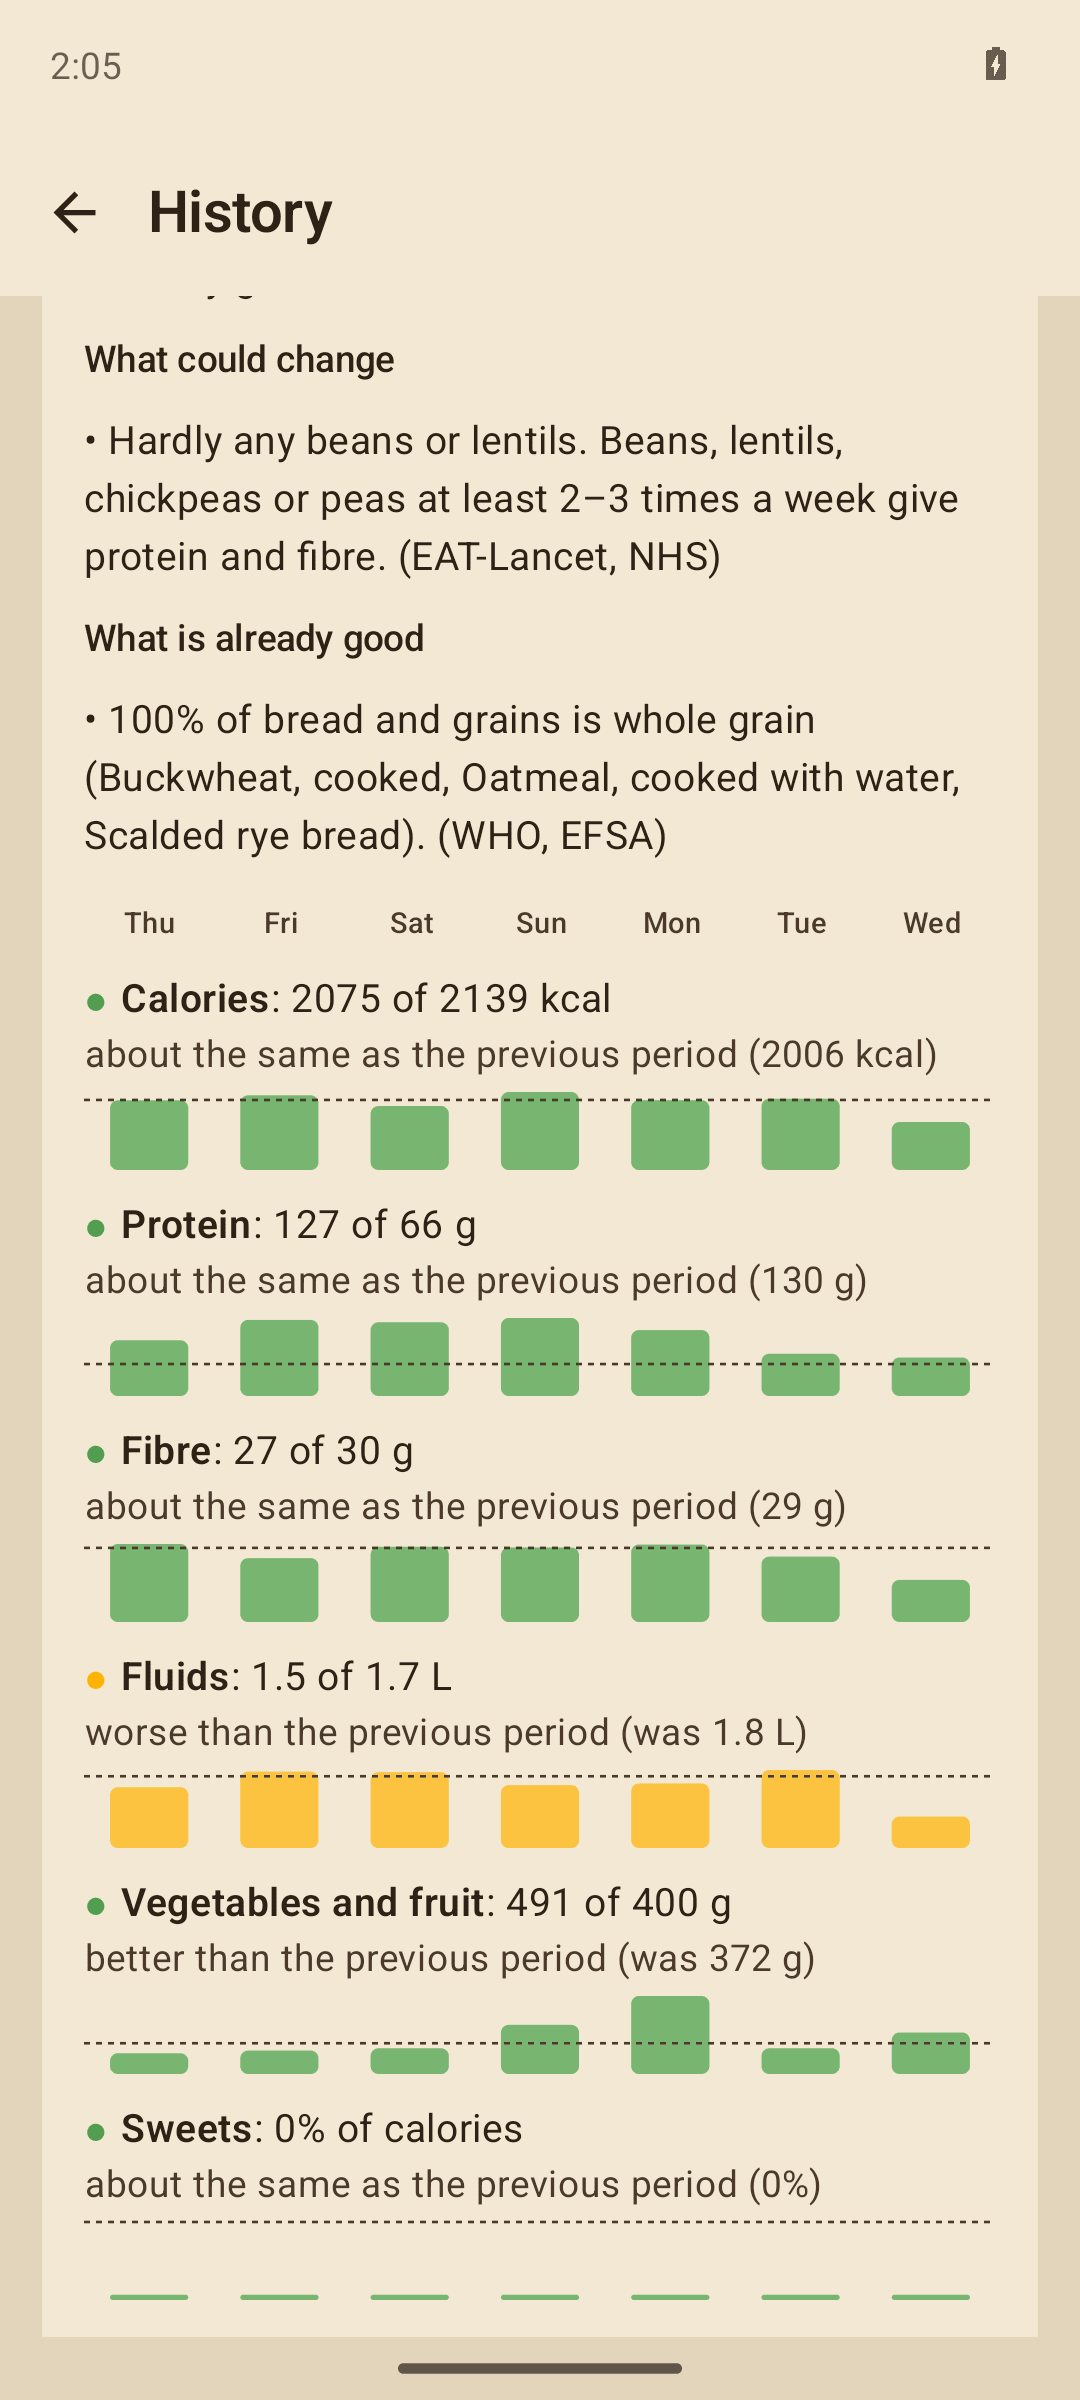 2:05
History
What could change
• Hardly any beans or lentils. Beans, lentils,
chickpeas or peas at least 2–3 times a week give
protein and fibre. (EAT-Lancet, NHS)
What is already good
• 100% of bread and grains is whole grain
(Buckwheat, cooked, Oatmeal, cooked with water,
Scalded rye bread). (WHO, EFSA)
Thu Fri Sat Sun Mon Tue Wed
Calories: 2075 of 2139 kcal
about the same as the previous period (2006 kcal)
Protein: 127 of 66 g
about the same as the previous period (130 g)
Fibre: 27 of 30 g
about the same as the previous period (29 g)
Fluids: 1.5 of 1.7 L
worse than the previous period (was 1.8 L)
Vegetables and fruit: 491 of 400 g
better than the previous period (was 372 g)
Sweets: 0% of calories
about the same as the previous period (0%)